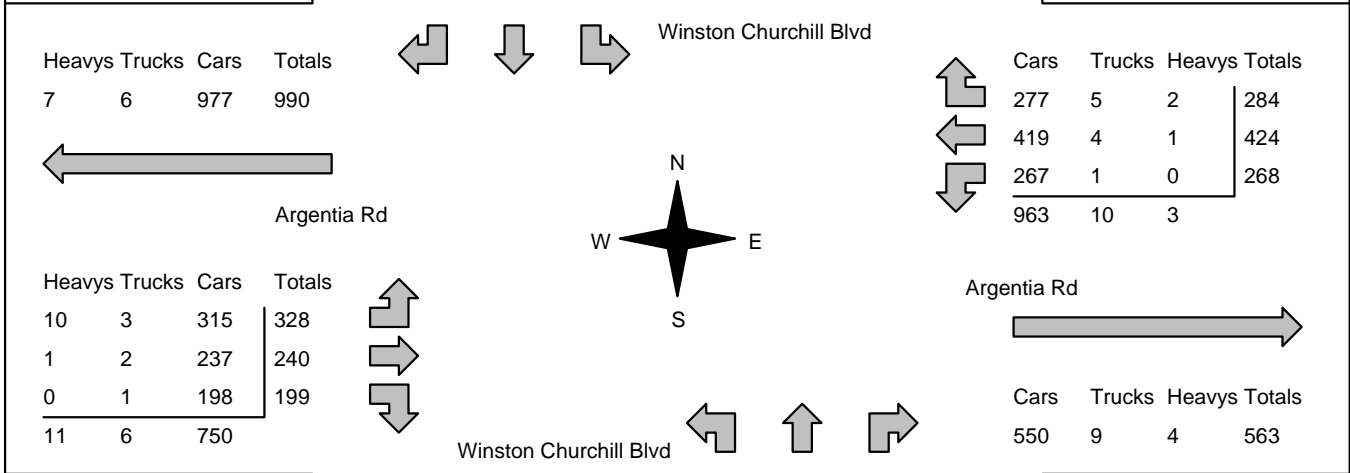 Winston Churchill Blvd
Heavys Trucks Cars Totals
7 6 977 990
Cars Trucks Heavys Totals
277 5 2 284
419 4 1 424
267 1 0 268
963 10 3
Argentia Rd
N
W E
S
Heavys Trucks Cars Totals
10 3 315 328
1 2 237 240
0 1 198 199
11 6 750
Argentia Rd
Cars Trucks Heavys Totals
550 9 4 563
Winston Churchill Blvd